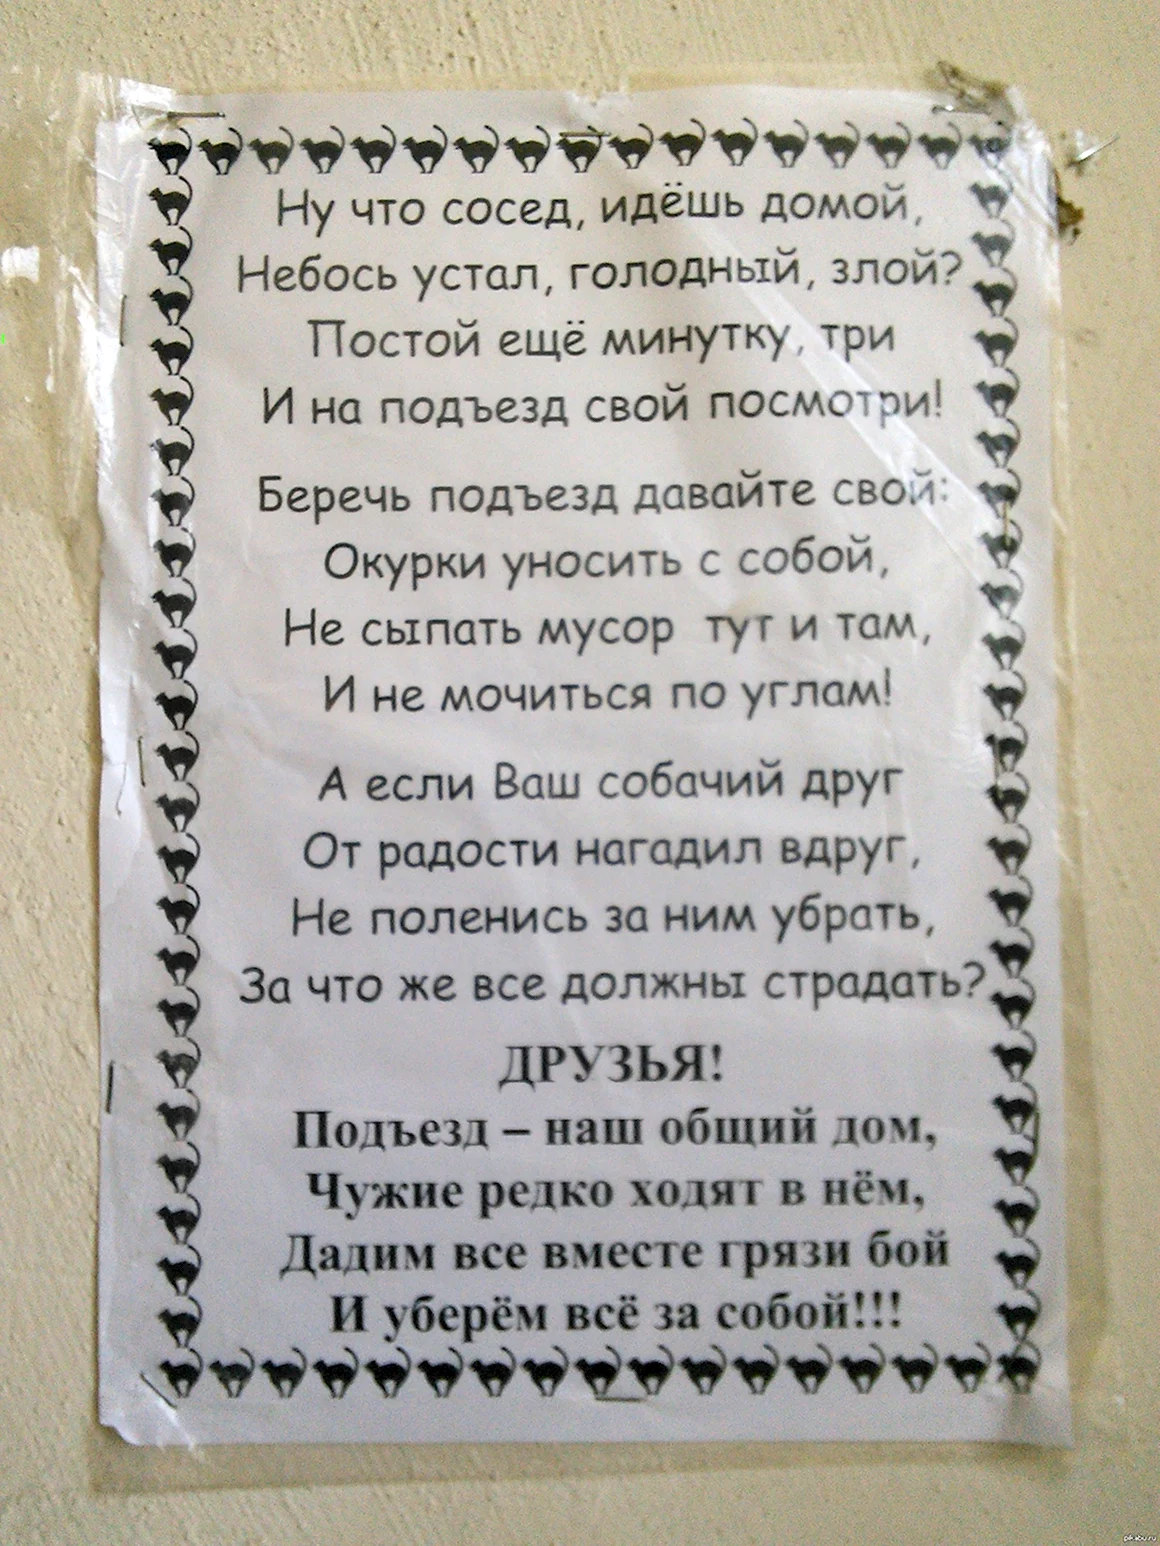 Ну что сосед, идёшь домой,
Небось устал, голодный, злой?
Постой ещё минутку, три
И на подъезд свой посмотри!
Беречь подъезд давайте свой:
Окурки уносить с собой,
Не сыпать мусор тут и там,
И не мочиться по углам!
А если Ваш собачий друг
От радости нагадил вдруг,
Не поленись за ним убрать,
За что же все должны страдать?
ДРУЗЬЯ!
Подъезд – наш общий дом,
Чужие редко ходят в нём,
Дадим все вместе грязи бой
И уберём всё за собой!!!
pikabu.ru